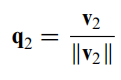 q₂ = v₂ / ‖v₂‖